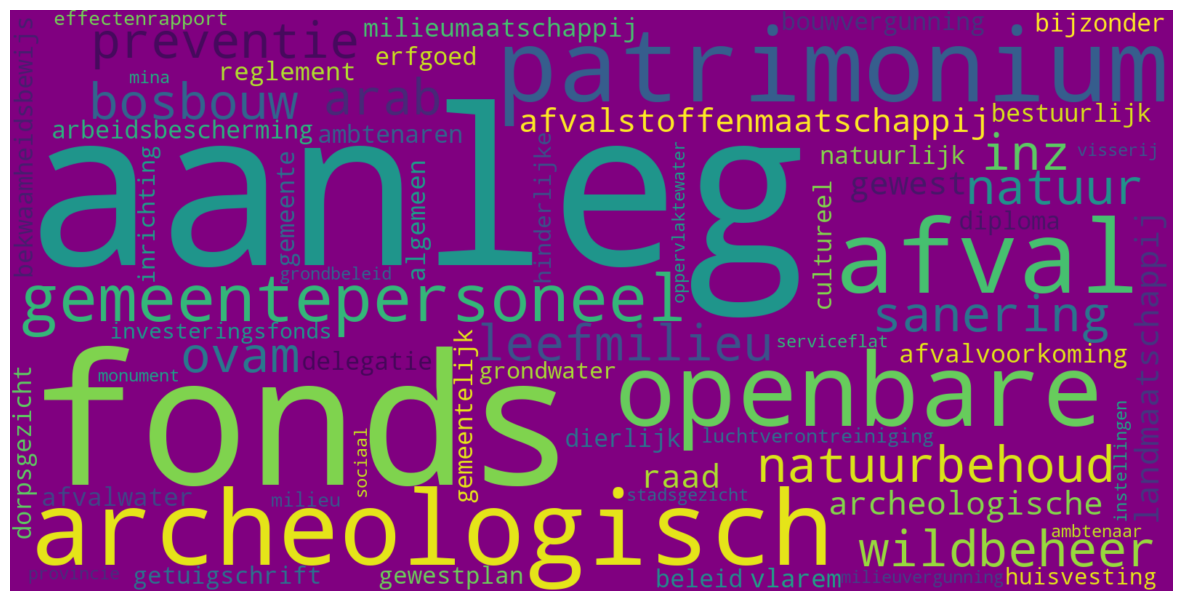 effectenrapport
milieumaatschappij
bouwvergunning
bijzonder
preventie
patrimonium
erfgoed
reglement
mina
bosbouw
arab
afvalstoffenmaatschappij
bestuurlijk
arbeidsbescherming
ambtenaren
bekwaamheidsbewijs
aanleg
natuurlijk
inz
visserij
inrichting
gemeente
algemeen
hinderlijke
oppervlaktewater
cultureel
gewest
natuur
diploma
landmaatschappij
afval
grondbeleid
gemeentepersoneel
sanering
investeringsfonds
leefmilieu
serviceflat
ovam
delegatie
afvalvoorkoming
grondwater
monument
fonds
openbare
dorpsgezicht
sociaal
gemeentelijk
dierlijk
luchtverontreiniging
instellingen
natuurbehoud
raad
afvalwater
milieu
stadsgezicht
archeologische
archeologisch
ambtenaar
wildbeheer
provincie
getuigschrift
gewestplan
beleid
vlarem
milieuvergunning
huisvesting